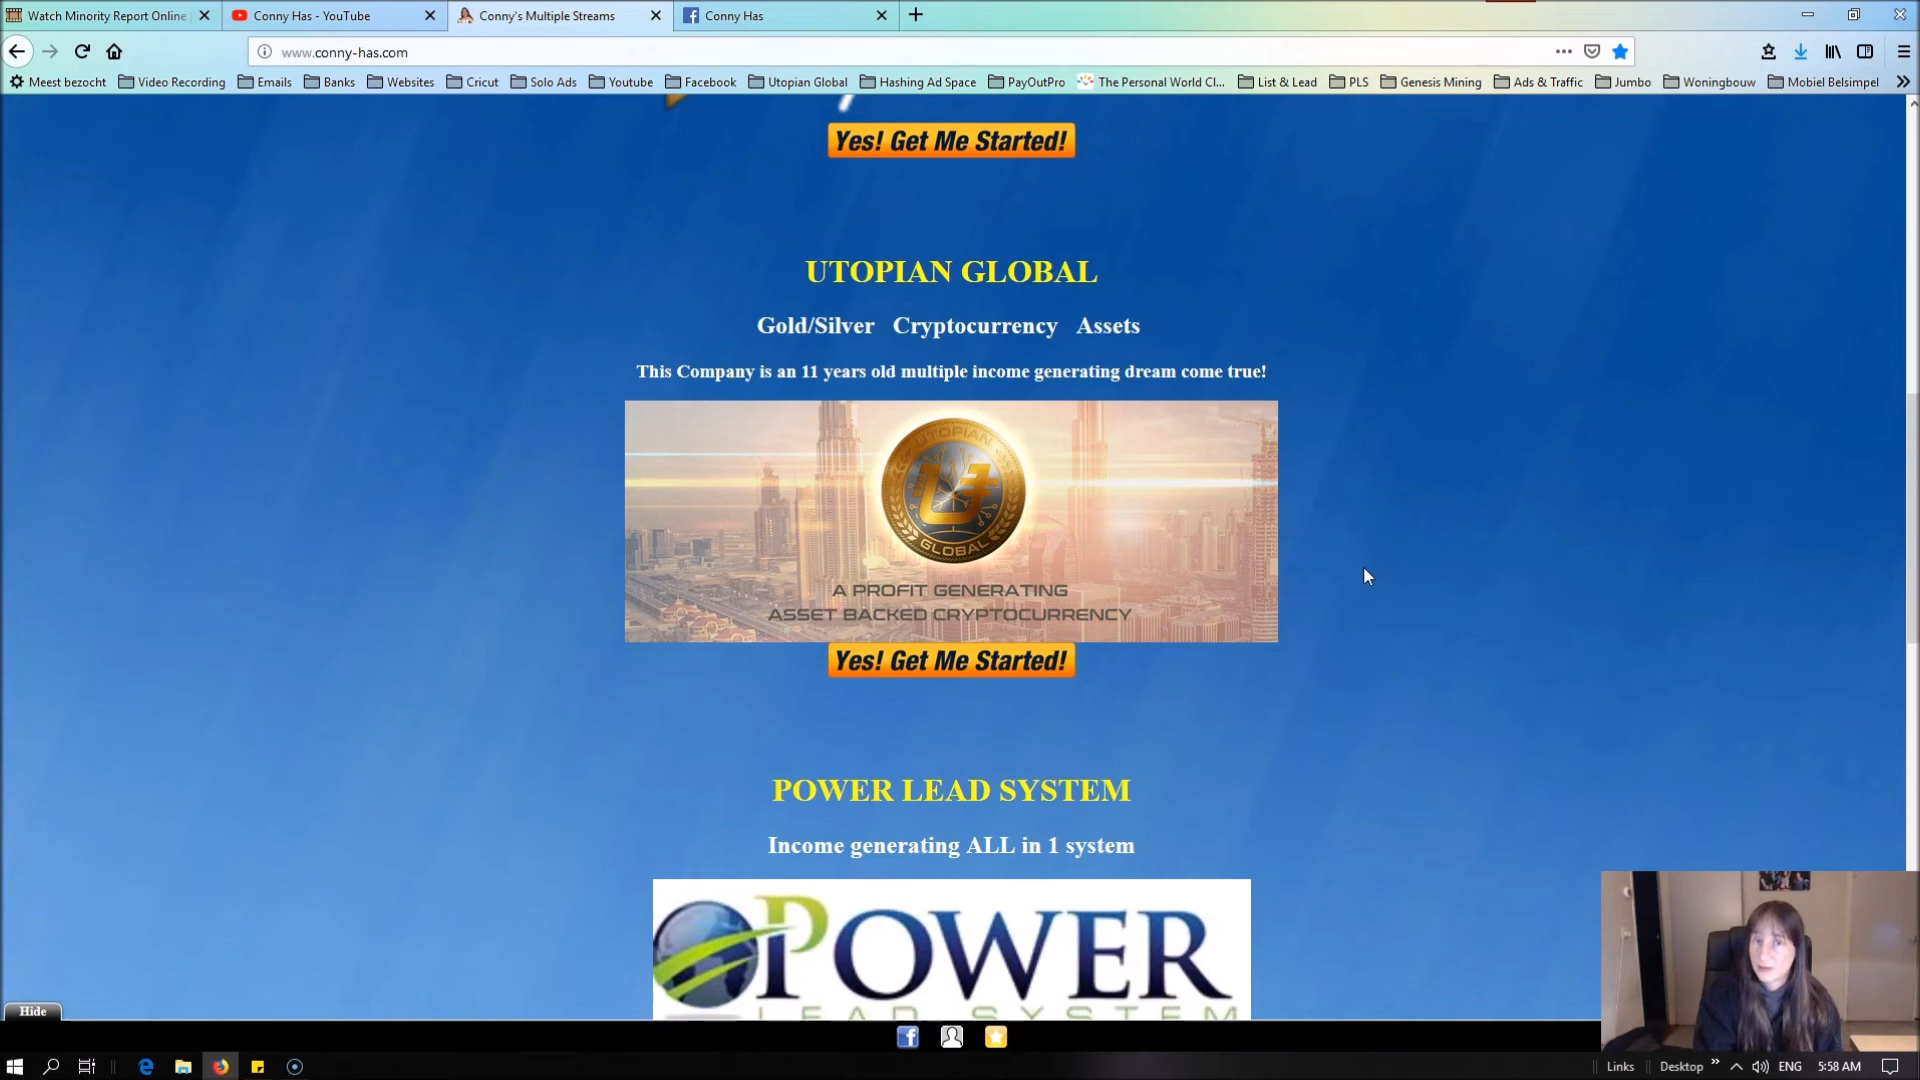 Watch Minority Report Online
Conny Has - YouTube
Conny's Multiple Streams
Conny Has
www.conny-has.com
Meest bezocht
Video Recording
Emails
Banks
Websites
Cricut
Solo Ads
Youtube
Facebook
Utopian Global
Hashing Ad Space
PayOutPro
The Personal World Cl...
List & Lead
PLS
Genesis Mining
Ads & Traffic
Jumbo
Woningbouw
Mobiel Belsimpel
Yes! Get Me Started!
UTOPIAN GLOBAL
Gold/Silver Cryptocurrency Assets
This Company is an 11 years old multiple income generating dream come true!
UTOPIAN
GLOBAL
A PROFIT GENERATING
ASSET BACKED CRYPTOCURRENCY
Yes! Get Me Started!
POWER LEAD SYSTEM
Income generating ALL in 1 system
POWER
LEAD SYSTEM
Hide
Links
Desktop
ENG
5:58 AM